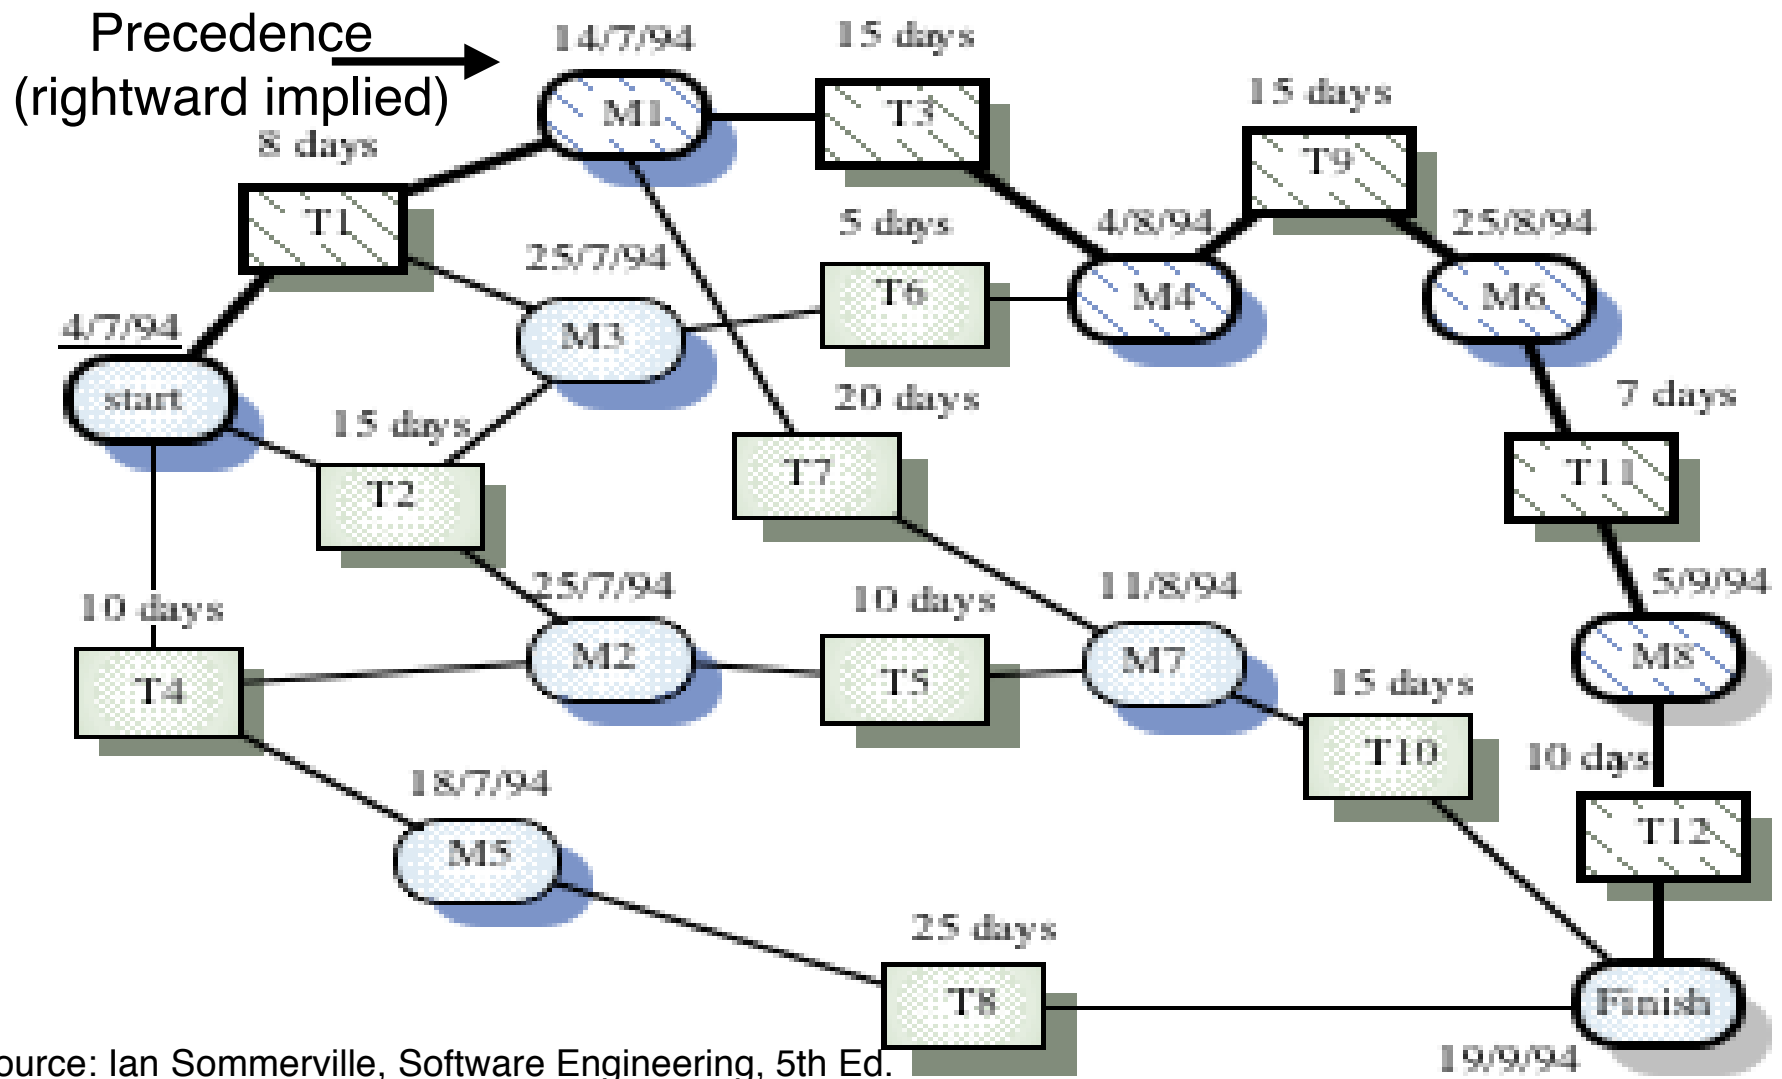 Precedence
(rightward implied)
14/7/94
15 days
M1
T3
15 days
T9
8 days
T1
5 days
4/8/94
25/8/94
25/7/94
T6
M4
M6
4/7/94
M3
start
15 days
20 days
7 days
T2
T7
T11
25/7/94
10 days
11/8/94
5/9/94
10 days
M2
T5
M7
M8
T4
15 days
T10
10 days
18/7/94
T12
M5
25 days
T8
Finish
19/9/94
ource: Ian Sommerville, Software Engineering, 5th Ed.